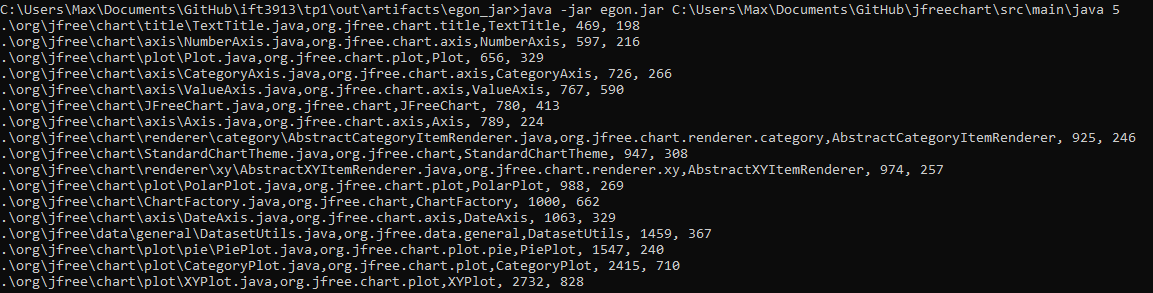 C:\Users\Max\Documents\GitHub\ift3913\tp1\out\artifacts\egon_jar>java -jar egon.jar C:\Users\Max\Documents\GitHub\jfreechart\src\main\java 5
.\org\jfree\chart\title\TextTitle.java,org.jfree.chart.title,TextTitle, 469, 198
.\org\jfree\chart\axis\NumberAxis.java,org.jfree.chart.axis,NumberAxis, 597, 216
.\org\jfree\chart\plot\Plot.java,org.jfree.chart.plot,Plot, 656, 329
.\org\jfree\chart\axis\CategoryAxis.java,org.jfree.chart.axis,CategoryAxis, 726, 266
.\org\jfree\chart\axis\ValueAxis.java,org.jfree.chart.axis,ValueAxis, 767, 590
.\org\jfree\chart\JFreeChart.java,org.jfree.chart,JFreeChart, 780, 413
.\org\jfree\chart\axis\Axis.java,org.jfree.chart.axis,Axis, 789, 224
.\org\jfree\chart\renderer\category\AbstractCategoryItemRenderer.java,org.jfree.chart.renderer.category,AbstractCategoryItemRenderer, 925, 246
.\org\jfree\chart\StandardChartTheme.java,org.jfree.chart,StandardChartTheme, 947, 308
.\org\jfree\chart\renderer\xy\AbstractXYItemRenderer.java,org.jfree.chart.renderer.xy,AbstractXYItemRenderer, 974, 257
.\org\jfree\chart\plot\PolarPlot.java,org.jfree.chart.plot,PolarPlot, 988, 269
.\org\jfree\chart\ChartFactory.java,org.jfree.chart,ChartFactory, 1000, 662
.\org\jfree\chart\axis\DateAxis.java,org.jfree.chart.axis,DateAxis, 1063, 329
.\org\jfree\data\general\DatasetUtils.java,org.jfree.data.general,DatasetUtils, 1459, 367
.\org\jfree\chart\plot\pie\PiePlot.java,org.jfree.chart.plot.pie,PiePlot, 1547, 240
.\org\jfree\chart\plot\CategoryPlot.java,org.jfree.chart.plot,CategoryPlot, 2415, 710
.\org\jfree\chart\plot\XYPlot.java,org.jfree.chart.plot,XYPlot, 2732, 828